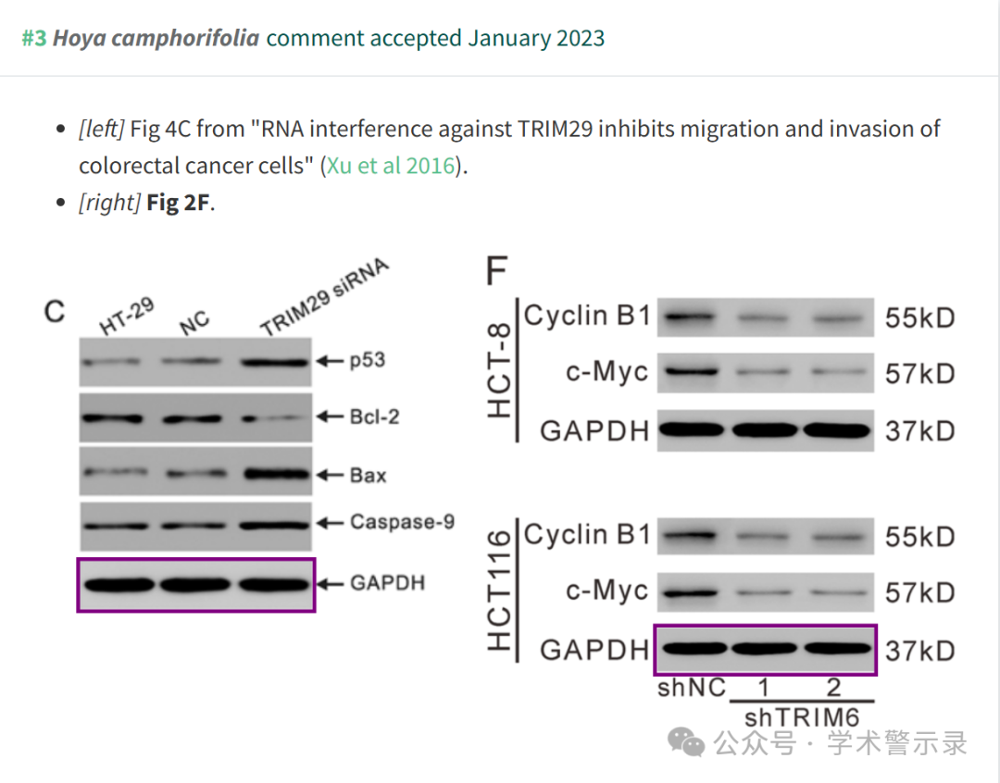 #3 Hoya camphorifolia comment accepted January 2023
[left] Fig 4C from "RNA interference against TRIM29 inhibits migration and invasion of
colorectal cancer cells" (Xu et al 2016).
[right] Fig 2F.
C
HT-29 NC TRIM29 siRNA
p53
Bcl-2
Bax
Caspase-9
GAPDH
F
HCT-8
Cyclin B1 55kD
c-Myc 57kD
GAPDH 37kD
HCT116
Cyclin B1 55kD
c-Myc 57kD
GAPDH 37kD
shNC 1 2
shTRIM6
公众号 · 学术警示录